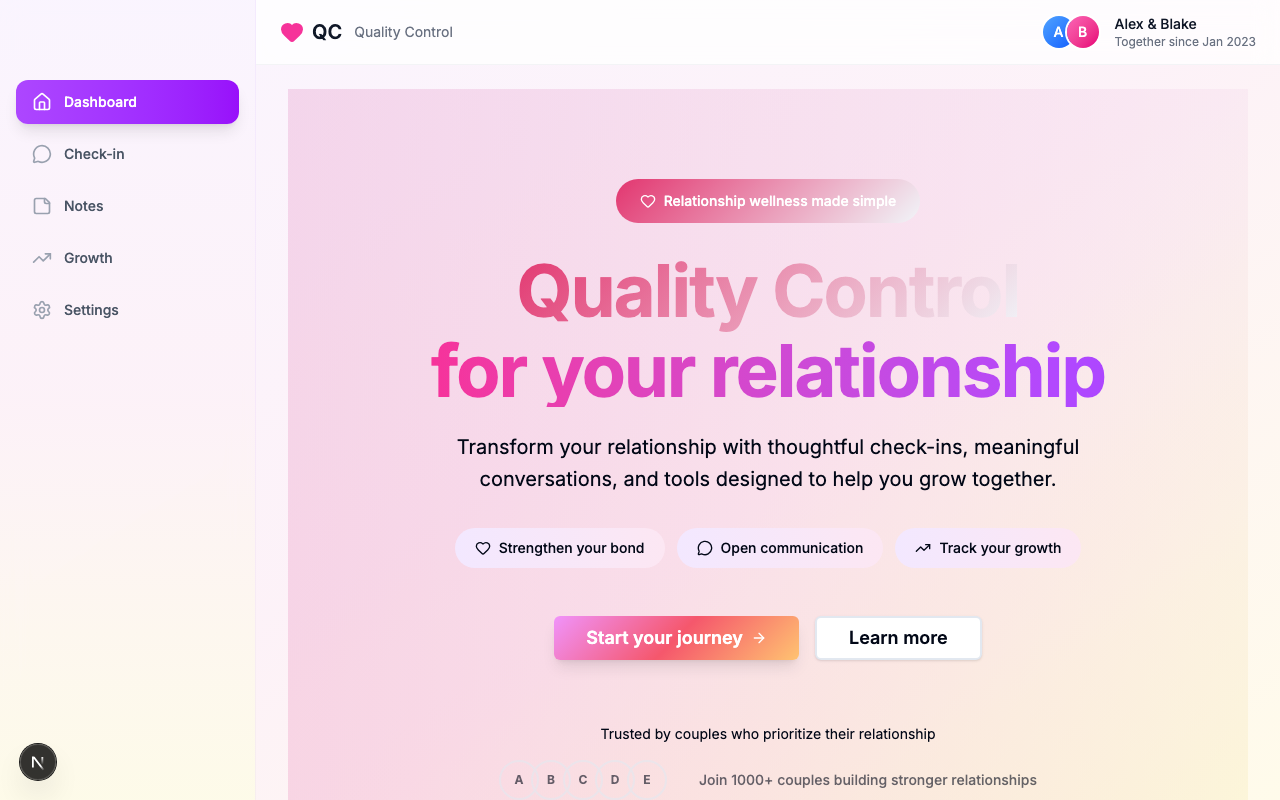 QC Quality Control
A B
Alex & Blake
Together since Jan 2023
Dashboard
Check-in
Notes
Growth
Settings
Relationship wellness made simple
Quality Control
for your relationship
Transform your relationship with thoughtful check-ins, meaningful
conversations, and tools designed to help you grow together.
Strengthen your bond
Open communication
Track your growth
Start your journey →
Learn more
Trusted by couples who prioritize their relationship
A B C D E
Join 1000+ couples building stronger relationships
N